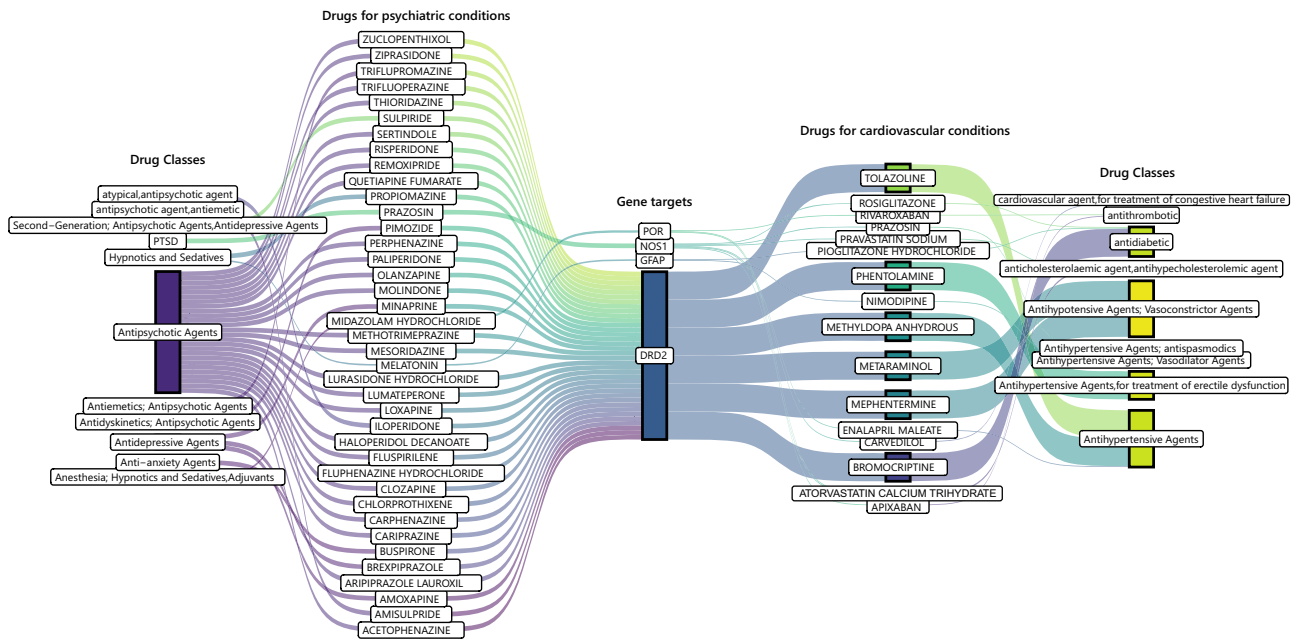 Drugs for psychiatric conditions
ZUCLOPENTHIXOL
ZIPRASIDONE
TRIFLUPROMAZINE
TRIFLUOPERAZINE
THIORIDAZINE
SULPIRIDE
SERTINDOLE
RISPERIDONE
REMOXIPRIDE
QUETIAPINE FUMARATE
PROPIOMAZINE
PRAZOSIN
PIMOZIDE
PERPHENAZINE
PALIPERIDONE
OLANZAPINE
MOLINDONE
MINAPRINE
MIDAZOLAM HYDROCHLORIDE
METHOTRIMEPRAZINE
MESORIDAZINE
MELATONIN
LURASIDONE HYDROCHLORIDE
LUMATEPERONE
LOXAPINE
ILOPERIDONE
HALOPERIDOL DECANOATE
FLUSPIRILENE
FLUPHENAZINE HYDROCHLORIDE
CLOZAPINE
CHLORPROTHIXENE
CARPHENAZINE
CARIPRAZINE
BUSPIRONE
BREXPIPRAZOLE
ARIPIPRAZOLE LAUROXIL
AMOXAPINE
AMISULPRIDE
ACETOPHENAZINE
Drug Classes
atypical,antipsychotic agent
antipsychotic agent,antiemetic
Second−Generation; Antipsychotic Agents,Antidepressive Agents
PTSD
Hypnotics and Sedatives
Antipsychotic Agents
Antiemetics; Antipsychotic Agents
Antidyskinetics; Antipsychotic Agents
Antidepressive Agents
Anti−anxiety Agents
Anesthesia; Hypnotics and Sedatives,Adjuvants
Gene targets
POR
NOS1
GFAP
DRD2
Drugs for cardiovascular conditions
TOLAZOLINE
ROSIGLITAZONE
RIVAROXABAN
PRAZOSIN
PRAVASTATIN SODIUM
PIOGLITAZONE HYDROCHLORIDE
PHENTOLAMINE
NIMODIPINE
METHYLDOPA ANHYDROUS
METARAMINOL
MEPHENTERMINE
ENALAPRIL MALEATE
CARVEDILOL
BROMOCRIPTINE
ATORVASTATIN CALCIUM TRIHYDRATE
APIXABAN
Drug Classes
cardiovascular agent,for treatment of congestive heart failure
antithrombotic
antidiabetic
anticholesterolaemic agent,antihypecholesterolemic agent
Antihypotensive Agents; Vasoconstrictor Agents
Antihypertensive Agents; antispasmodics
Antihypertensive Agents; Vasodilator Agents
Antihypertensive Agents,for treatment of erectile dysfunction
Antihypertensive Agents